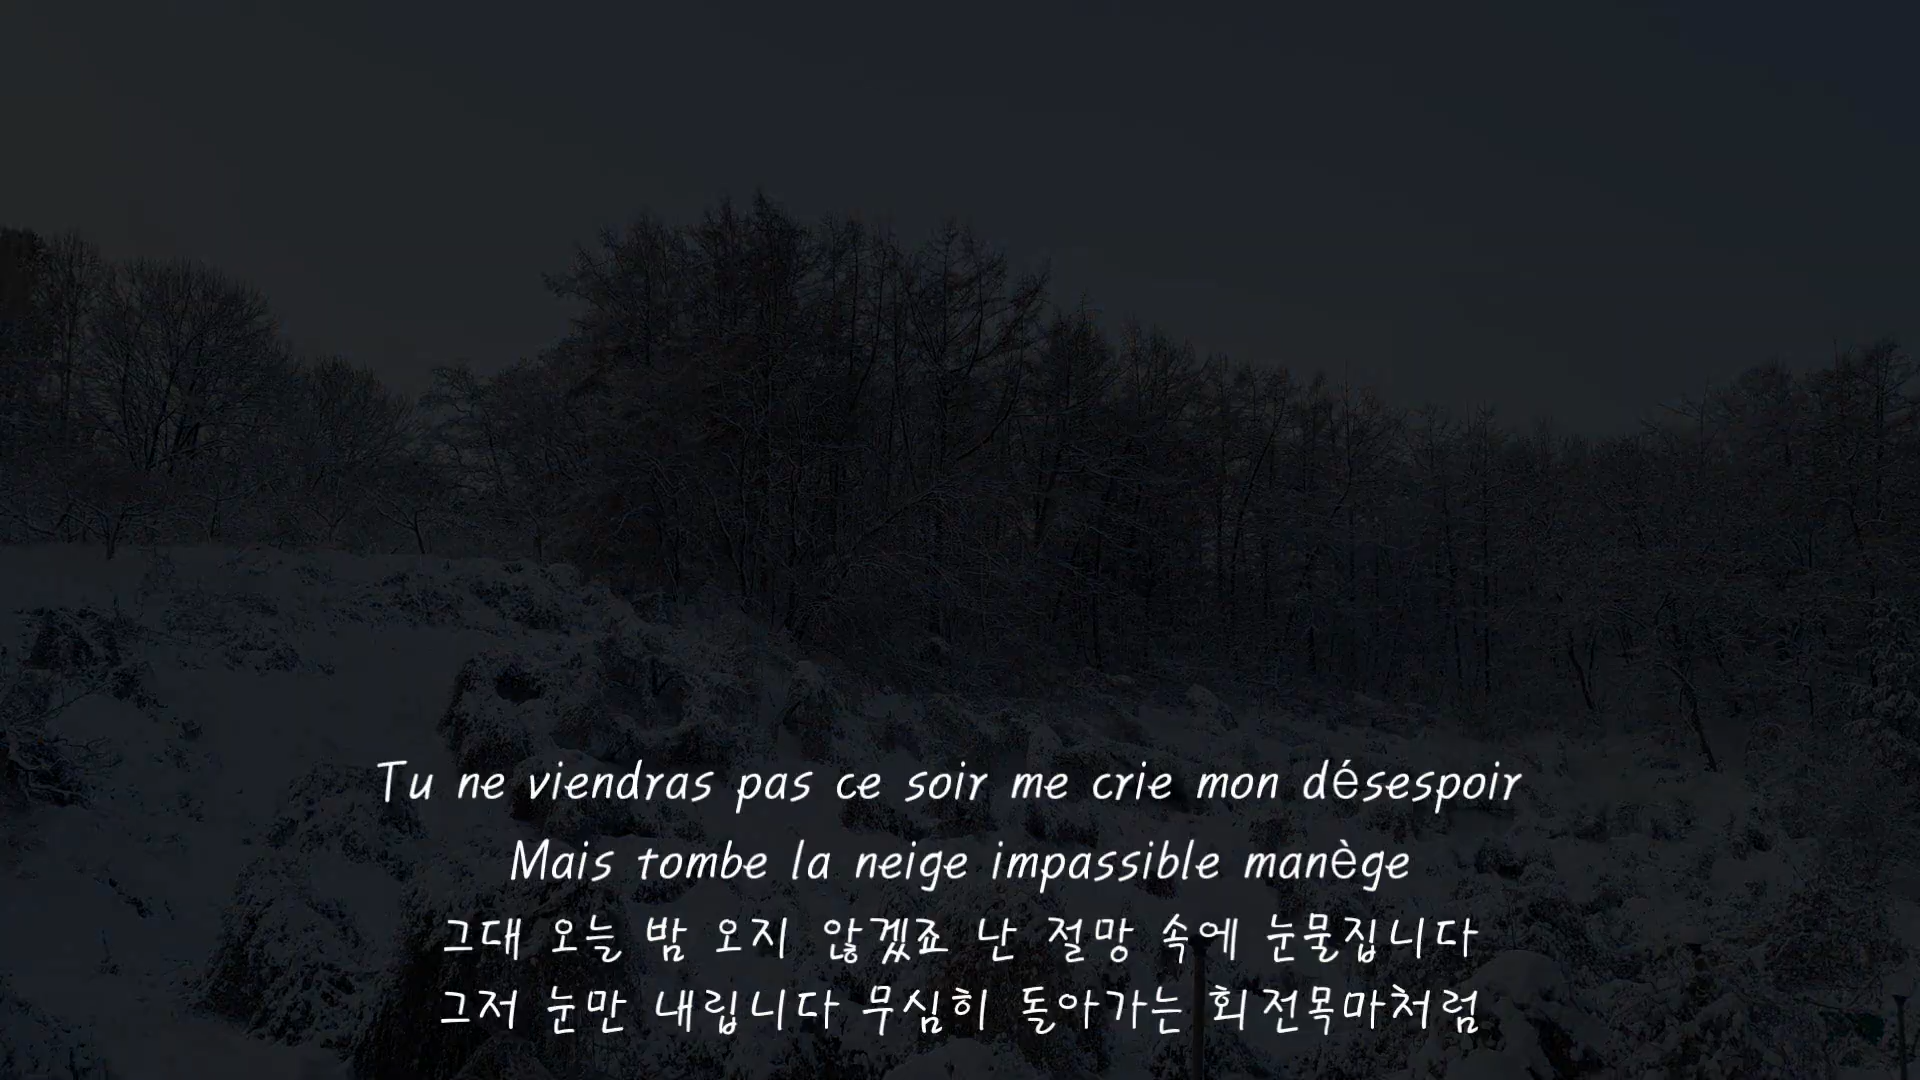 Tu ne viendras pas ce soir me crie mon désespoir
Mais tombe la neige impassible manège
그대 오늘 밤 오지 않겠죠 난 절망 속에 눈물집니다
그저 눈만 내립니다 무심히 돌아가는 회전목마처럼